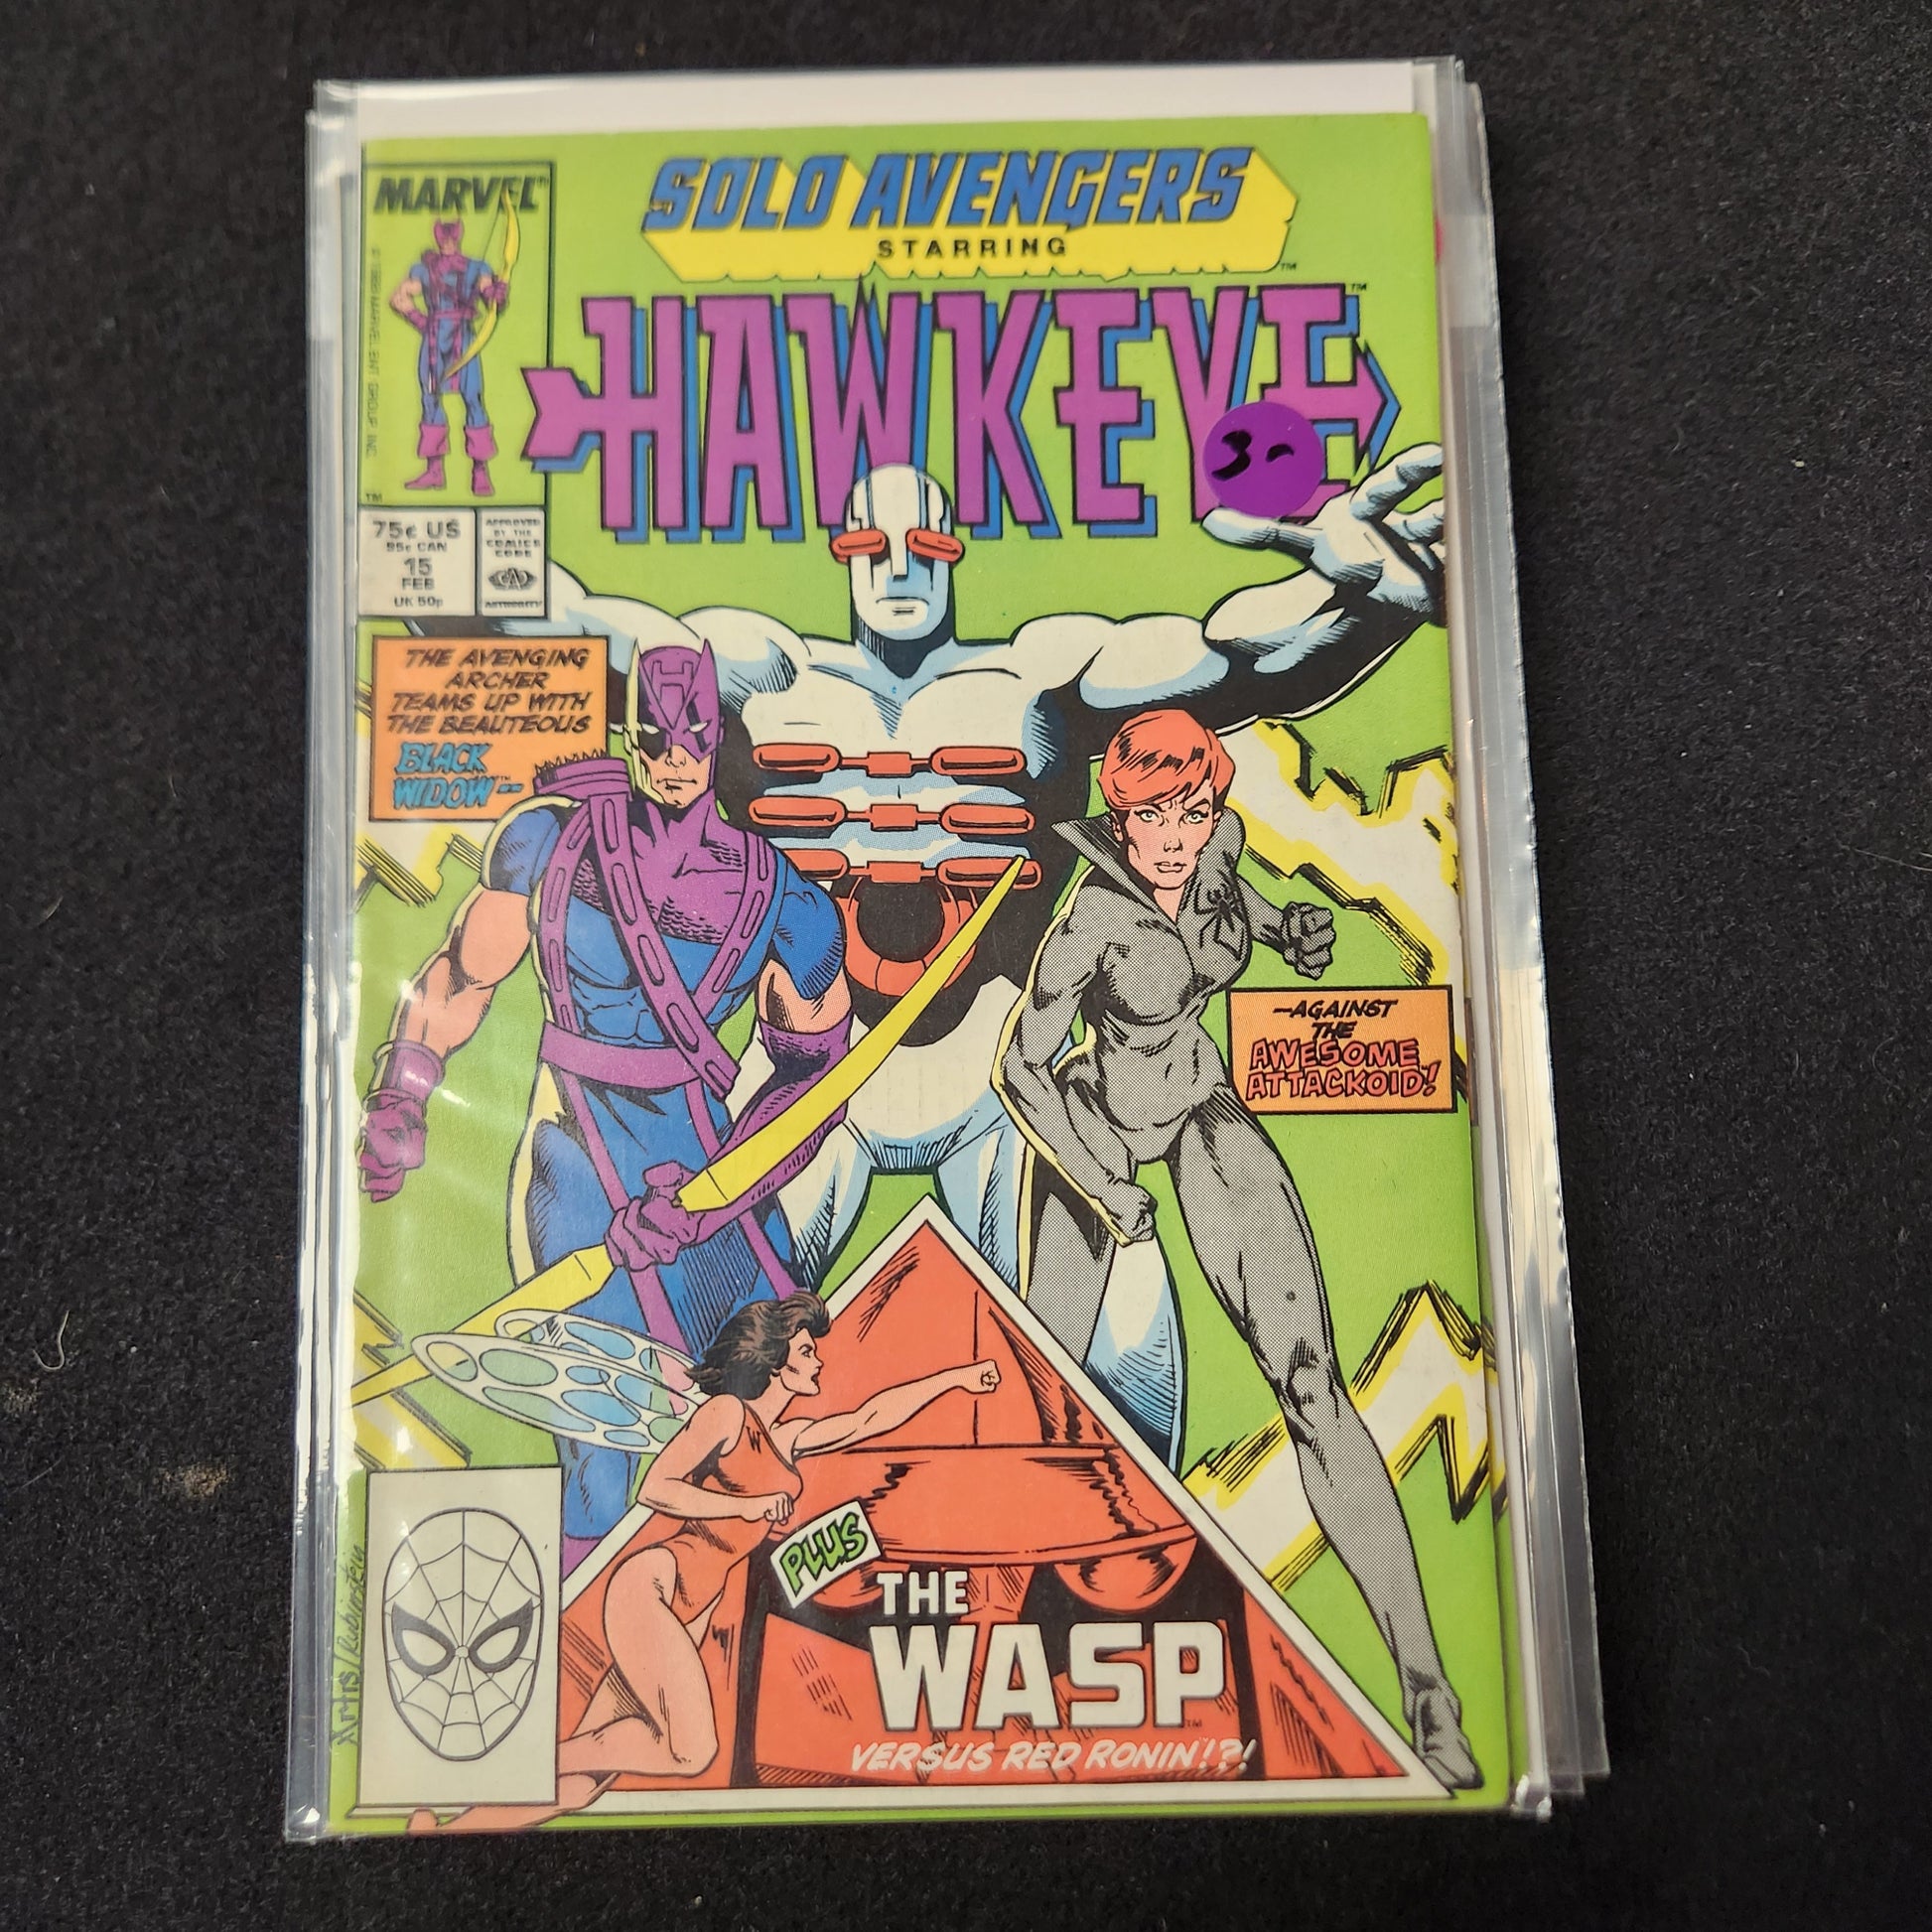 SOLO AVENGERS
STARRING
HAWKEYE
3-
MARVEL
75¢ US
95¢ CAN
15
FEB
UK 50p
APPROVED
BY THE
COMICS
CODE
CA
AUTHORITY
THE AVENGING
ARCHER
TEAMS UP WITH
THE BEAUTEOUS
BLACK
WIDOW--
H
--AGAINST
THE
AWESOME
ATTACKOID!
PLUS
THE
WASP
VERSUS RED RONIN!?!